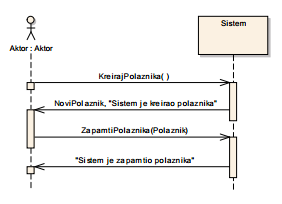 Sistem
Aktor : Aktor
KreirajPolaznika( )
NoviPolaznik, "Sistem je kreirao polaznika"
ZapamtiPolaznika(Polaznik)
"Sistem je zapamtio polaznika"